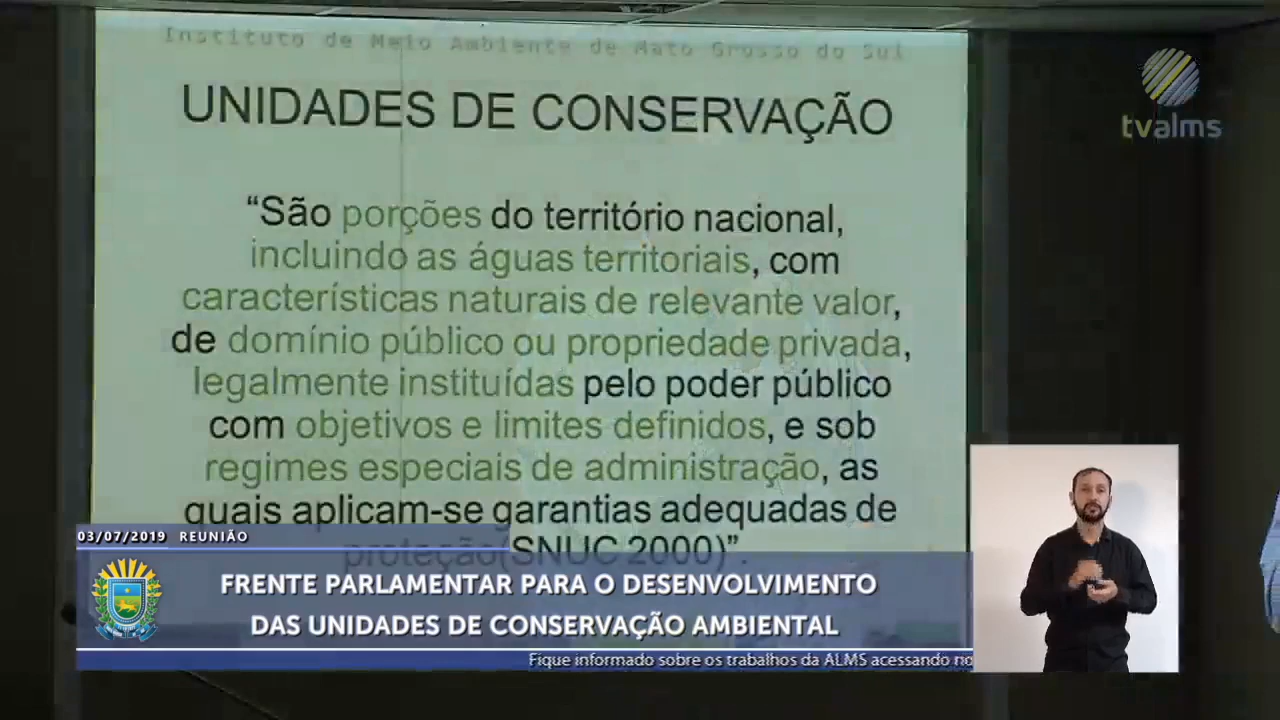 Instituto de Meio Ambiente de Mato Grosso do Sul
UNIDADES DE CONSERVAÇÃO
tvalms
“São porções do território nacional,
incluindo as águas territoriais, com
características naturais de relevante valor,
de domínio público ou propriedade privada,
legalmente instituídas pelo poder público
com objetivos e limites definidos, e sob
regimes especiais de administração, as
quais aplicam-se garantias adequadas de
proteção(SNUC 2000)”.
03/07/2019 REUNIÃO
FRENTE PARLAMENTAR PARA O DESENVOLVIMENTO
DAS UNIDADES DE CONSERVAÇÃO AMBIENTAL
Fique informado sobre os trabalhos da ALMS acessando no